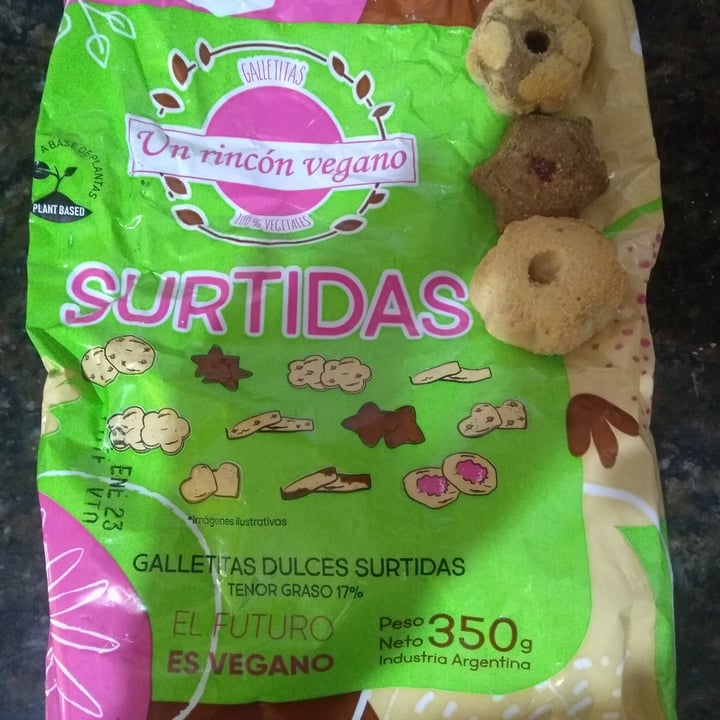 GALLETITAS
Un rincón vegano
100% VEGETALES
A BASE DE PLANTAS
PLANT BASED
SURTIDAS
ENE 23
VTO
*imágenes ilustrativas
GALLETITAS DULCES SURTIDAS
TENOR GRASO 17%
EL FUTURO
ES VEGANO
Peso
Neto 350g
Industria Argentina